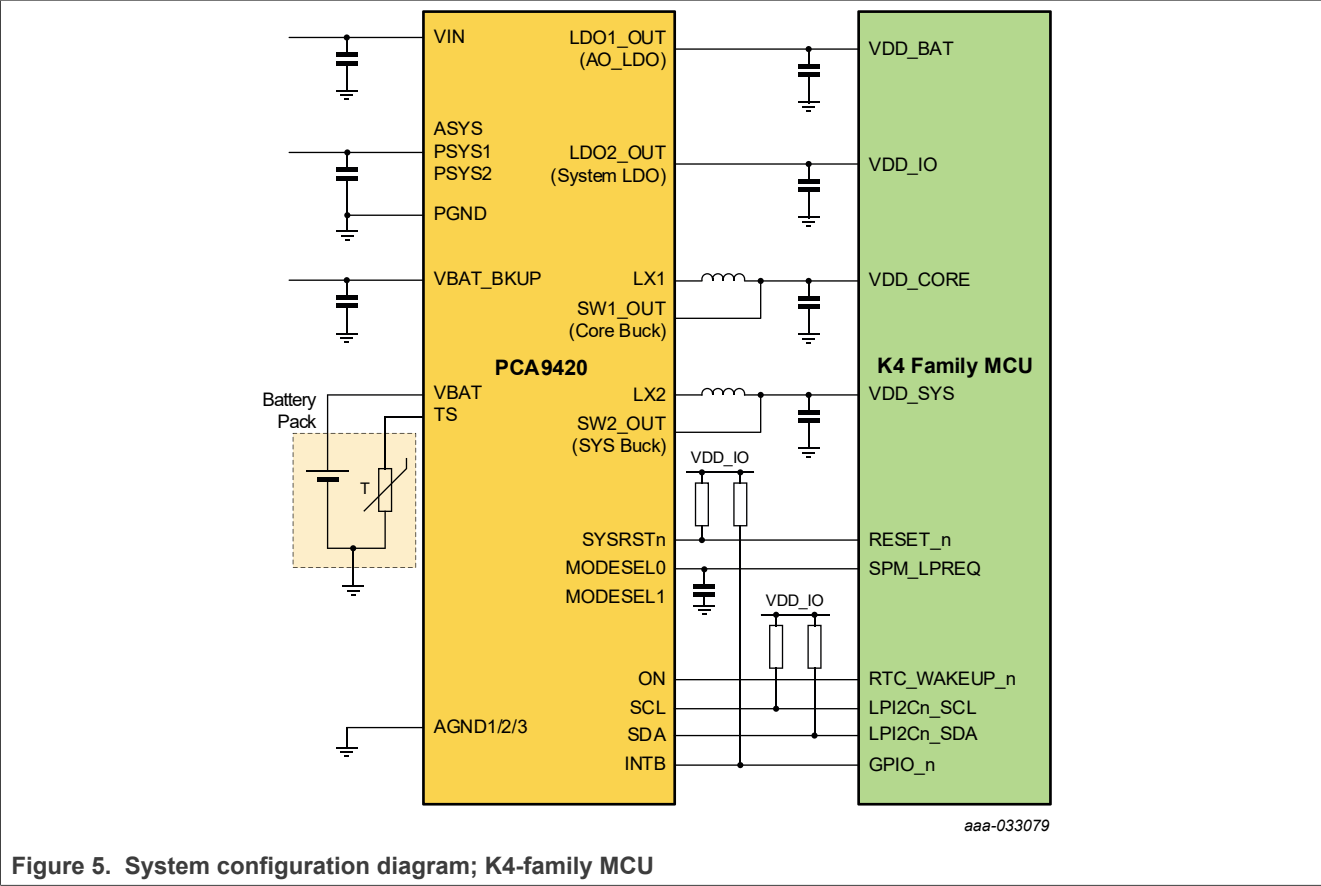 VIN
LDO1_OUT
(AO_LDO)
VDD_BAT
ASYS
PSYS1
PSYS2
LDO2_OUT
(System LDO)
VDD_IO
PGND
VBAT_BKUP
LX1
VDD_CORE
SW1_OUT
(Core Buck)
PCA9420
K4 Family MCU
Battery
Pack
VBAT
TS
LX2
VDD_SYS
SW2_OUT
(SYS Buck)
VDD_IO
T
SYSRSTn
RESET_n
MODESEL0
SPM_LPREQ
MODESEL1
VDD_IO
ON
RTC_WAKEUP_n
SCL
LPI2Cn_SCL
AGND1/2/3
SDA
LPI2Cn_SDA
INTB
GPIO_n
aaa-033079
Figure 5. System configuration diagram; K4-family MCU